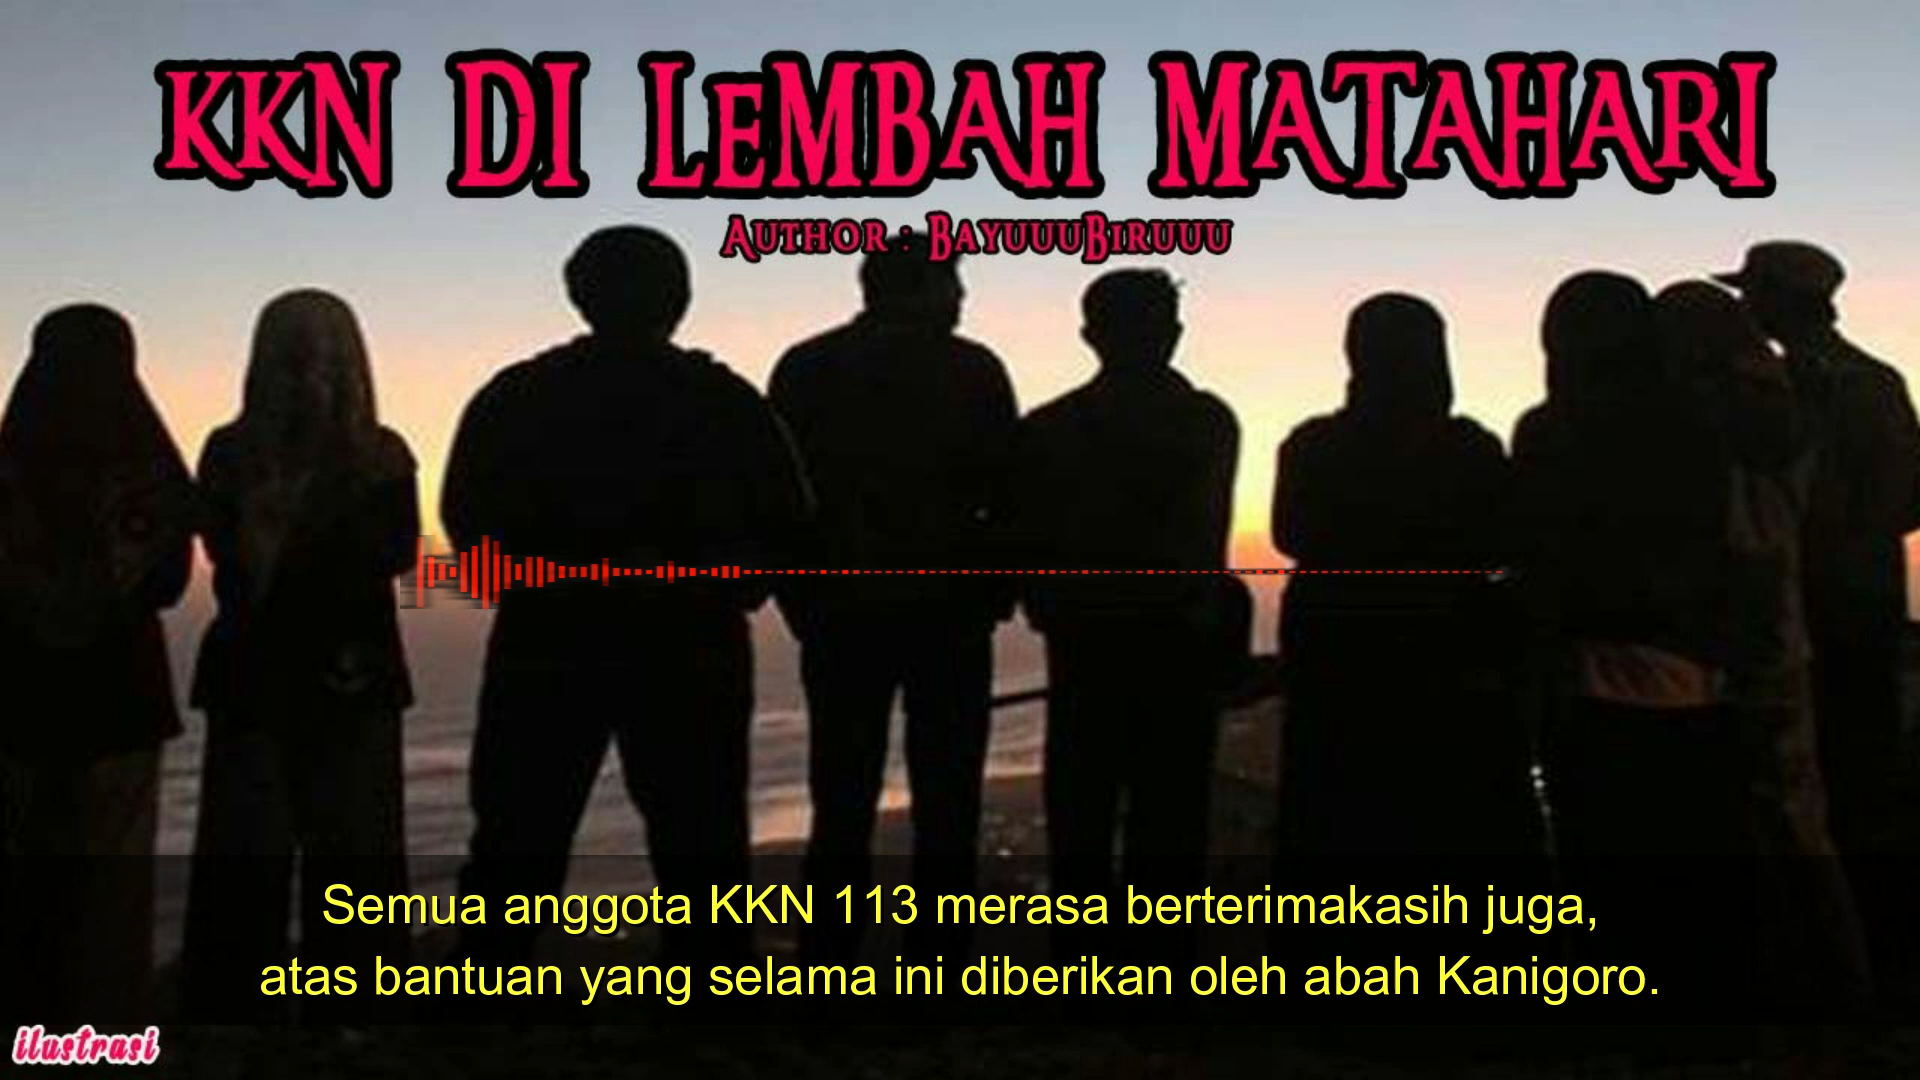 KKN DI LEMBAH MATAHARI
AUTHOR : BAYUUUBIRUUU
Semua anggota KKN 113 merasa berterimakasih juga,
atas bantuan yang selama ini diberikan oleh abah Kanigoro.
ilustrasi